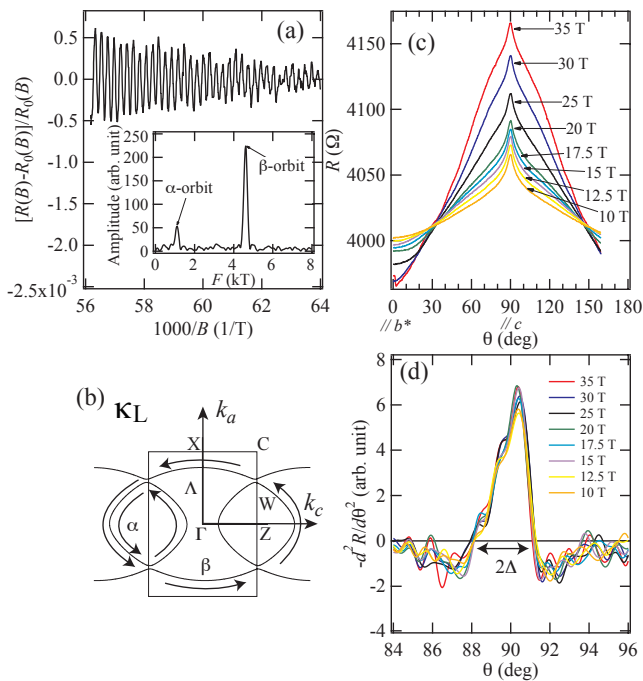 (a)
[R(B)-R₀(B)]/R₀(B)
0.5
0.0
-0.5
-1.0
-1.5
-2.0
-2.5x10⁻³
56
58
60
62
64
1000/B (1/T)
Amplitude (arb. unit)
250
200
150
100
50
0
α-orbit
β-orbit
0
2
4
6
8
F (kT)
(c)
R (Ω)
4150
4100
4050
4000
35 T
30 T
25 T
20 T
17.5 T
15 T
12.5 T
10 T
0
30
60
90
120
150
180
//b*
//c
θ (deg)
(b)
κL
kₐ
X
C
Λ
W
k_c
α
Γ
Z
β
(d)
-d²R/dθ² (arb. unit)
8
6
4
2
0
-2
-4
35 T
30 T
25 T
20 T
17.5 T
15 T
12.5 T
10 T
2Δ
84
86
88
90
92
94
96
θ (deg)